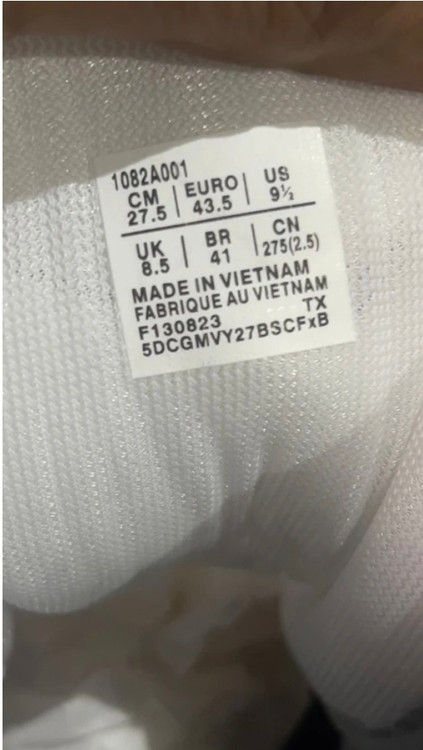 1082A001
CM EURO US
27.5 43.5 9½
UK BR CN
8.5 41 275(2.5)
MADE IN VIETNAM
FABRIQUE AU VIETNAM
F130823 TX
5DCGMVY27BSCFxB